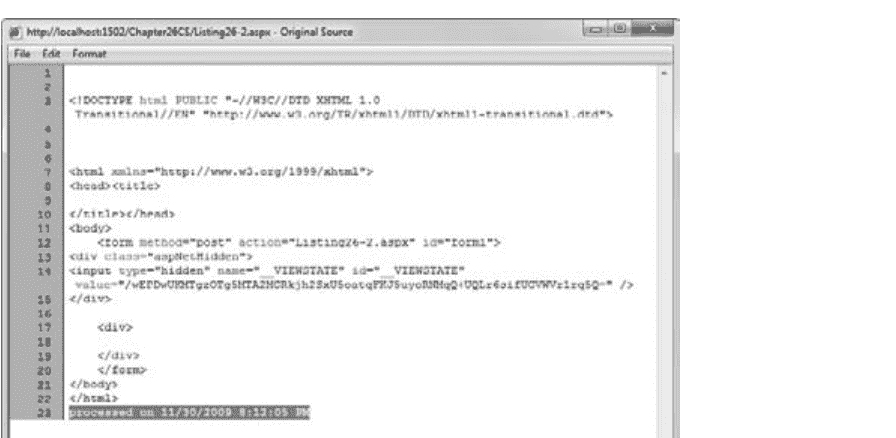 http://localhost:1502/Chapter26CS/Listing26-2.aspx - Original Source
File Edit Format
1
2
3 <!DOCTYPE html PUBLIC "-//W3C//DTD XHTML 1.0
Transitional//EN" "http://www.w3.org/TR/xhtml1/DTD/xhtml1-transitional.dtd">
4
5
6
7 <html xmlns="http://www.w3.org/1999/xhtml">
8 <head><title>
9
10 </title></head>
11 <body>
12 <form method="post" action="Listing26-2.aspx" id="form1">
13 <div class="aspNetHidden">
14 <input type="hidden" name="__VIEWSTATE" id="__VIEWSTATE"
/>
15 </div>
16
17 <div>
18
19 </div>
20 </form>
21 </body>
22 </html>
23 processed on 11/30/2009 8:12:05 PM